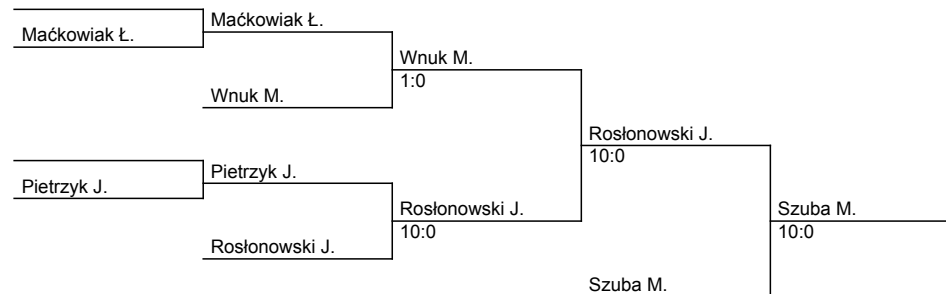 Maćkowiak Ł.
Maćkowiak Ł.
Wnuk M.
1:0
Wnuk M.
Rosłonowski J.
10:0
Pietrzyk J.
Pietrzyk J.
Rosłonowski J.
10:0
Szuba M.
10:0
Rosłonowski J.
Szuba M.